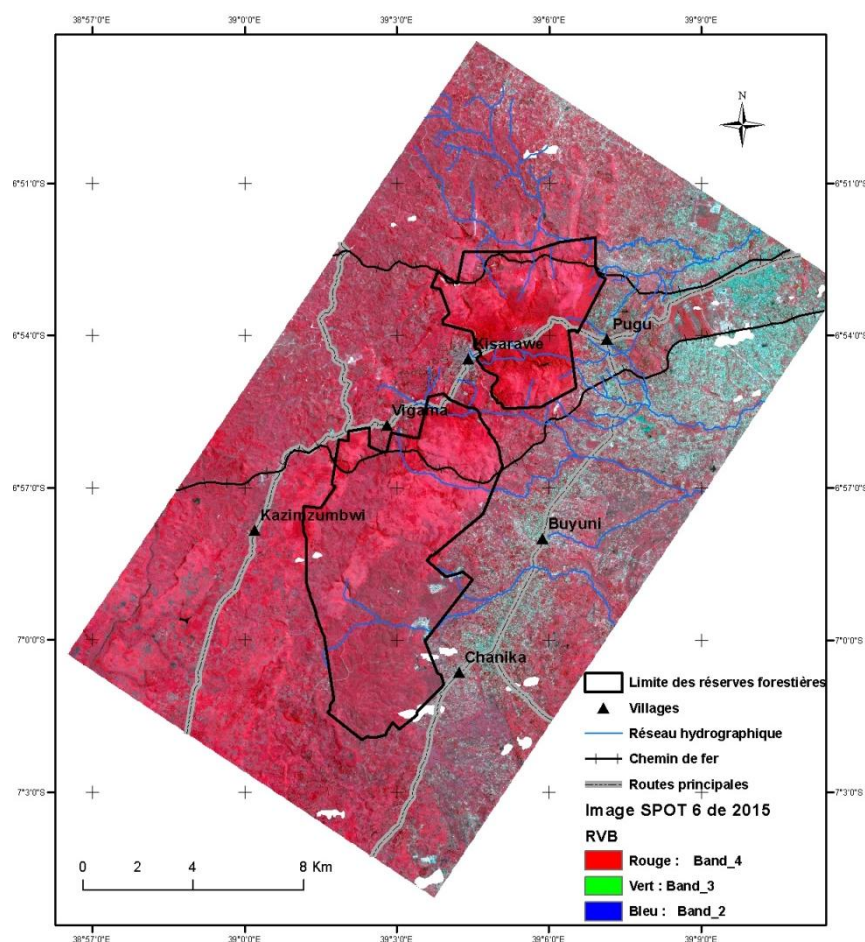 38°57'0"E 39°0'0"E 39°3'0"E 39°6'0"E 39°9'0"E
N
6°51'0"S 6°51'0"S
6°54'0"S 6°54'0"S
Pugu
Kisarawe
Vigama
6°57'0"S 6°57'0"S
Kazimzumbwi
Buyuni
7°0'0"S 7°0'0"S
Chanika
Limite des réserves forestières
Villages
Réseau hydrographique
Chemin de fer
Routes principales
7°3'0"S 7°3'0"S
Image SPOT 6 de 2015
RVB
Rouge : Band_4
Vert : Band_3
Bleu : Band_2
0 4 8 Km
38°57'0"E 39°0'0"E 39°3'0"E 39°6'0"E 39°9'0"E